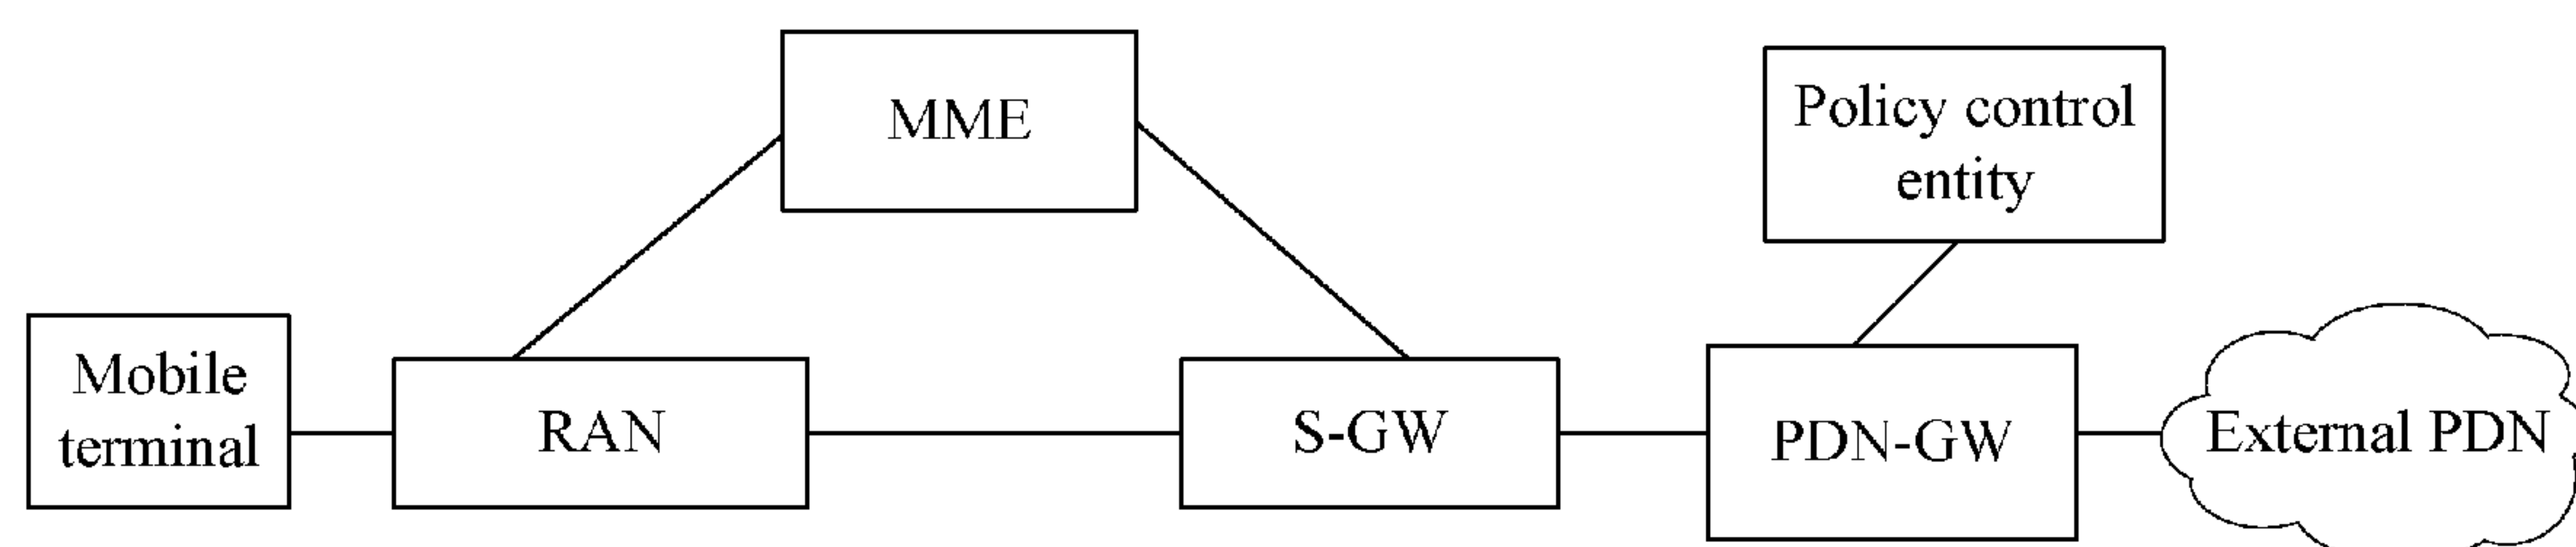 MME
Policy control
entity
Mobile
terminal
RAN
S-GW
PDN-GW
External PDN